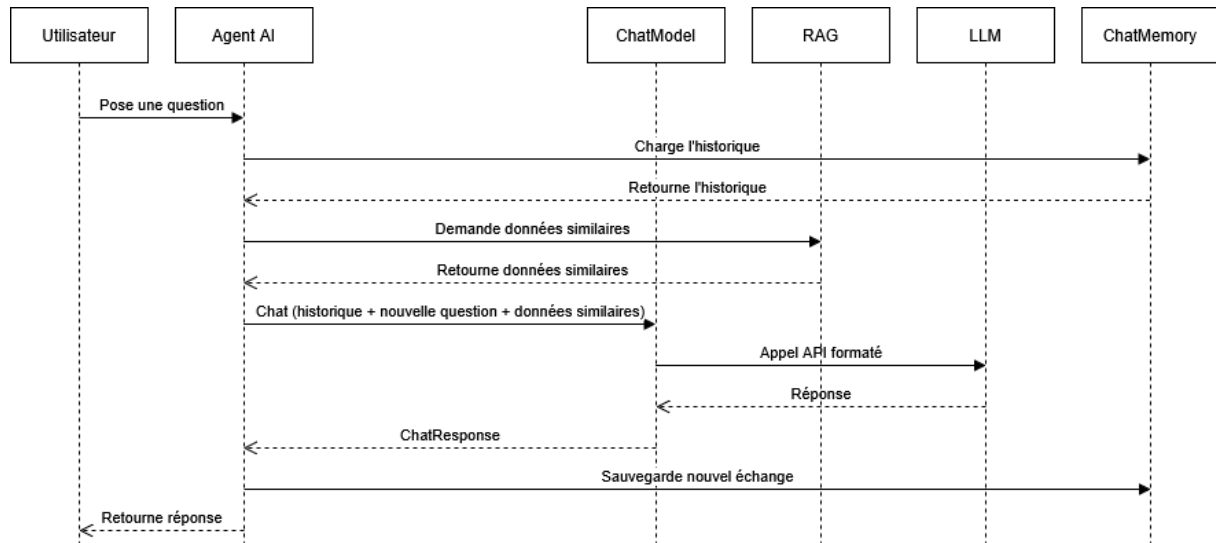 Utilisateur
Agent AI
ChatModel
RAG
LLM
ChatMemory
Pose une question
Charge l'historique
Retourne l'historique
Demande données similaires
Retourne données similaires
Chat (historique + nouvelle question + données similaires)
Appel API formaté
Réponse
ChatResponse
Sauvegarde nouvel échange
Retourne réponse